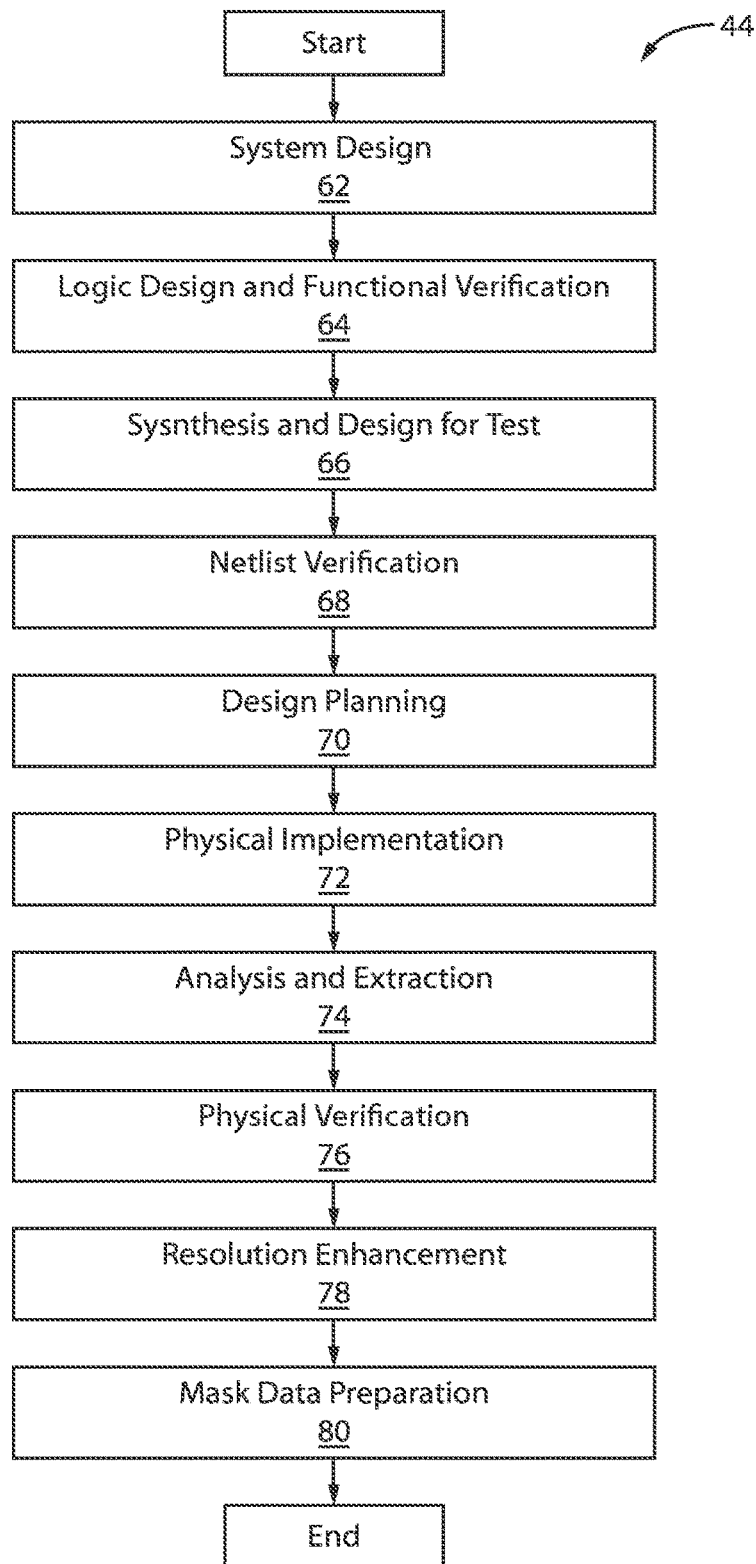 Start
44
System Design
62
Logic Design and Functional Verification
64
Sysnthesis and Design for Test
66
Netlist Verification
68
Design Planning
70
Physical Implementation
72
Analysis and Extraction
74
Physical Verification
76
Resolution Enhancement
78
Mask Data Preparation
80
End